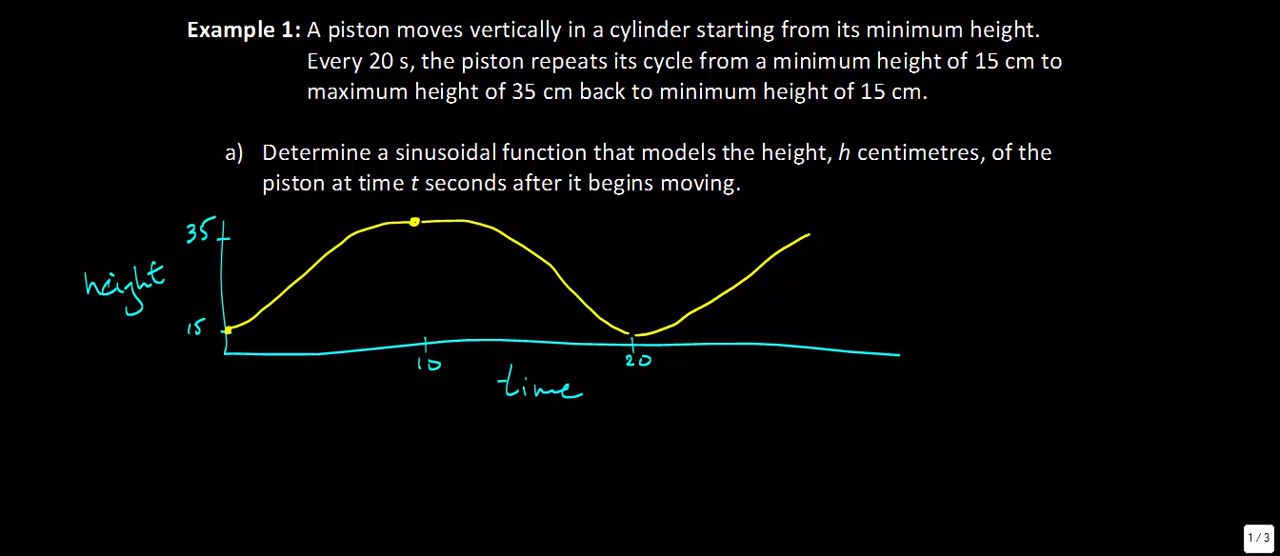 Example 1: A piston moves vertically in a cylinder starting from its minimum height.
Every 20 s, the piston repeats its cycle from a minimum height of 15 cm to
maximum height of 35 cm back to minimum height of 15 cm.
a) Determine a sinusoidal function that models the height, h centimetres, of the
piston at time t seconds after it begins moving.
35
height
15
10
20
time
1 / 3